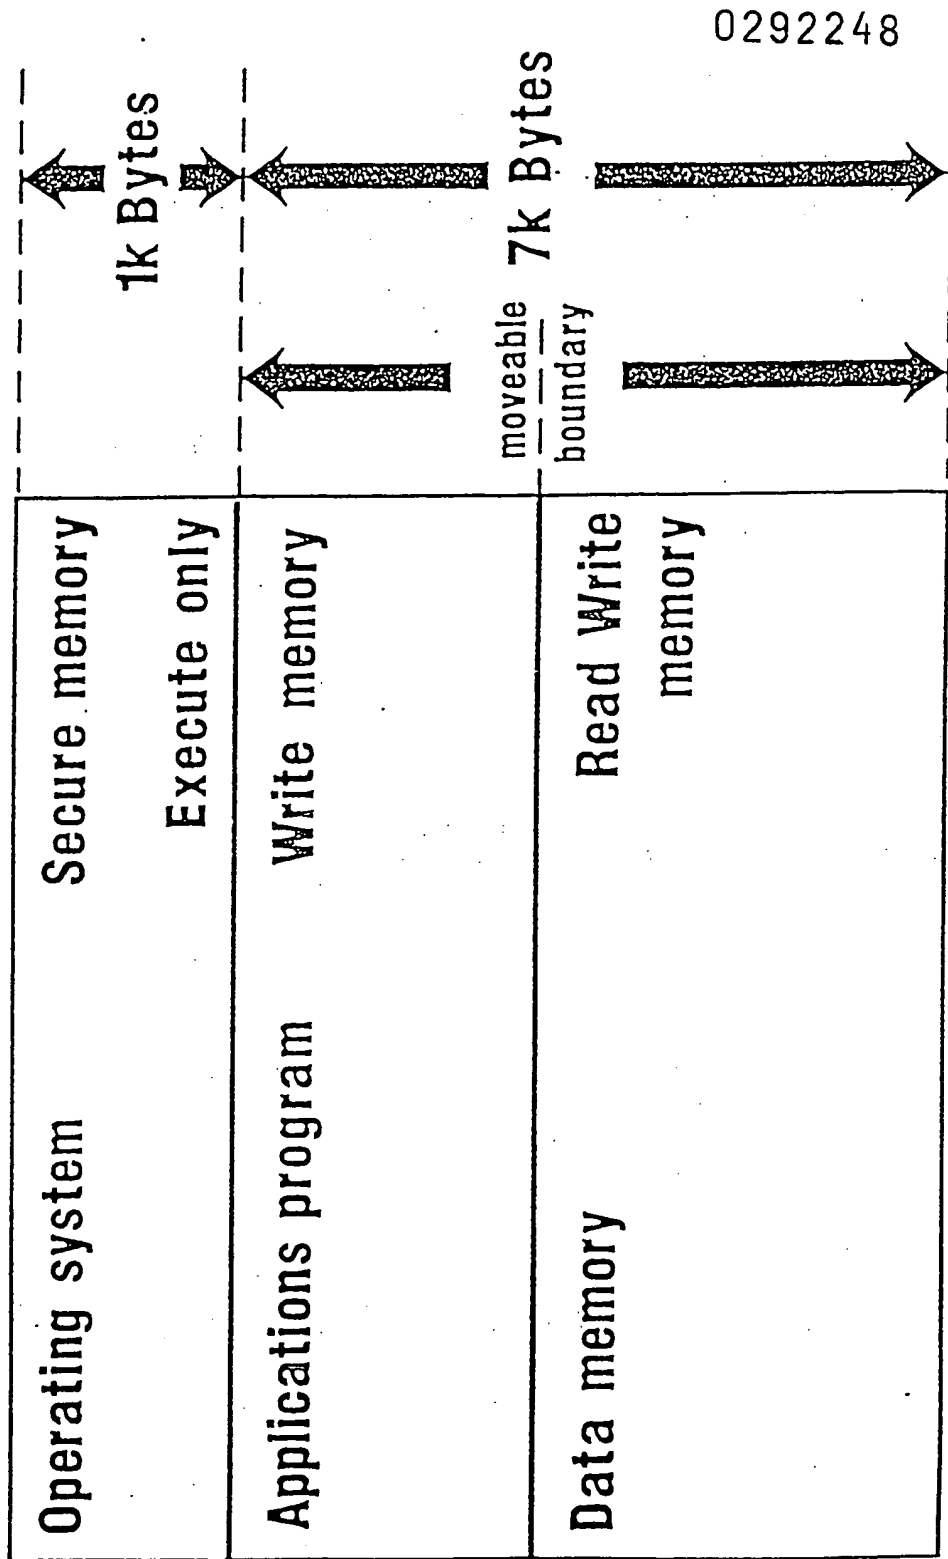 0292248
Operating system
Secure memory
1k Bytes
Execute only
Applications program
Write memory
moveable
boundary
7k Bytes
Data memory
Read Write
memory